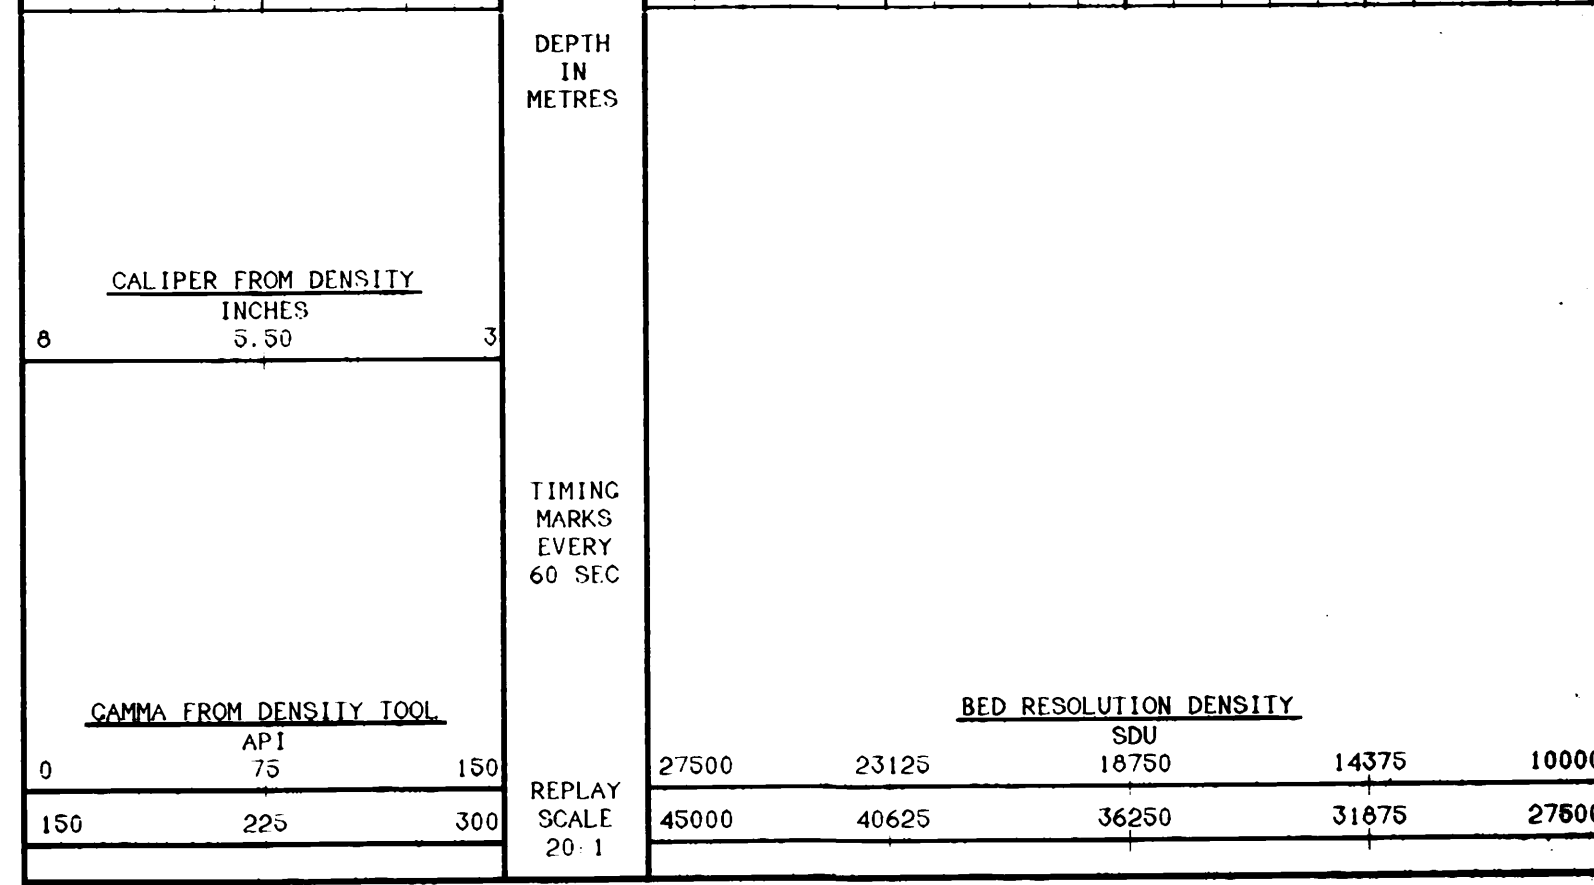 DEPTH
IN
METRES
CALIPER FROM DENSITY
INCHES
8 5.50 3
TIMING
MARKS
EVERY
60 SEC
GAMMA FROM DENSITY TOOL
API
0 75 150
150 225 300
REPLAY
SCALE
20:1
BED RESOLUTION DENSITY
SDU
27500 23125 18750 14375 10000
45000 40625 36250 31875 27500